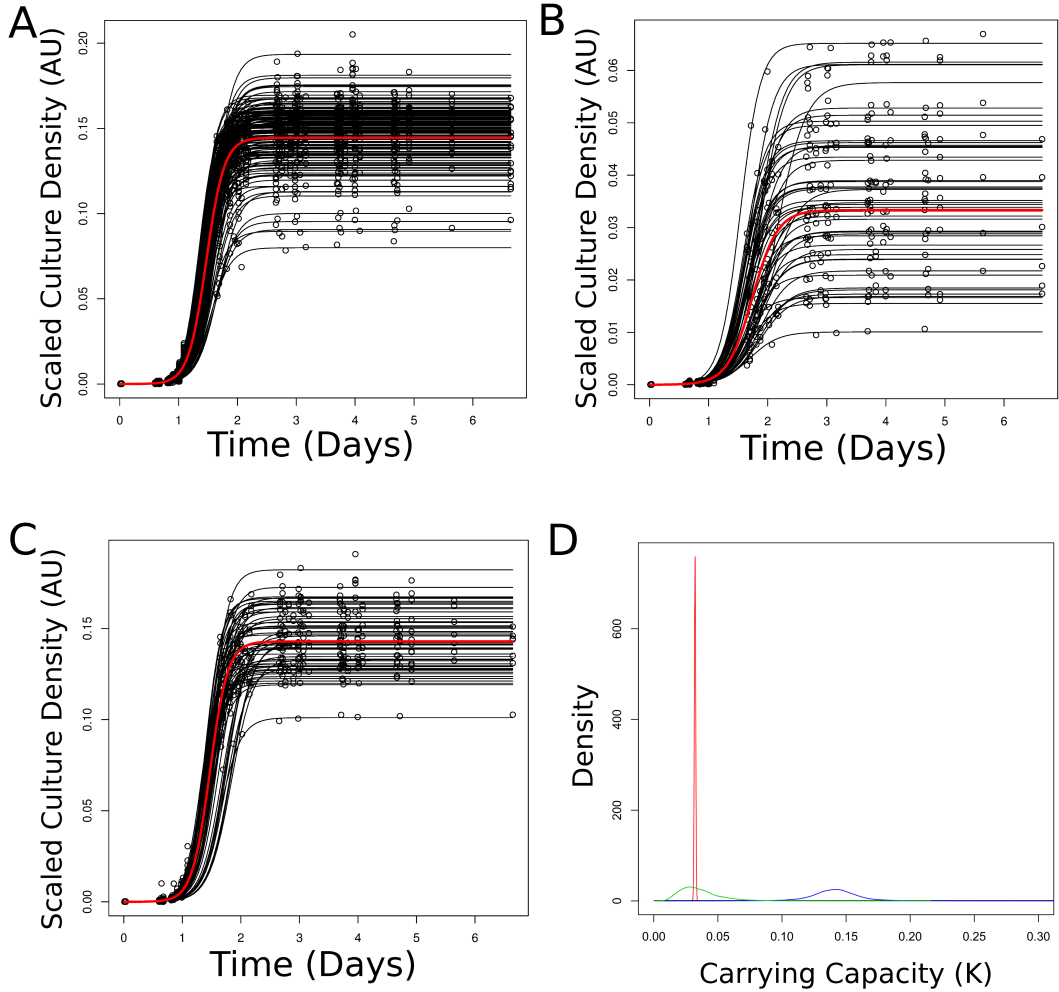 A
Scaled Culture Density (AU)
0.00 0.05 0.10 0.15 0.20
0 1 2 3 4 5 6
Time (Days)
B
Scaled Culture Density (AU)
0.00 0.01 0.02 0.03 0.04 0.05 0.06
0 1 2 3 4 5 6
Time (Days)
C
Scaled Culture Density (AU)
0.00 0.05 0.10 0.15
0 1 2 3 4 5 6
Time (Days)
D
Density
0 200 400 600
0.00 0.05 0.10 0.15 0.20 0.25 0.30
Carrying Capacity (K)